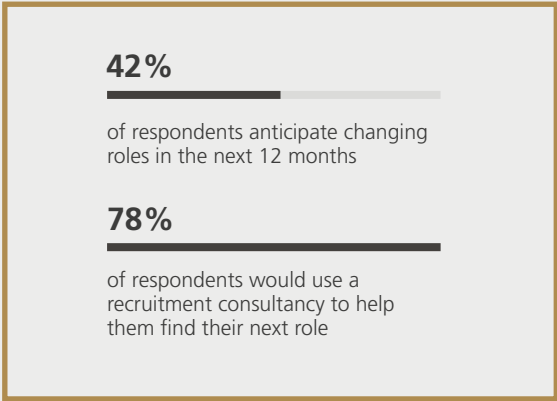 42%
of respondents anticipate changing
roles in the next 12 months
78%
of respondents would use a
recruitment consultancy to help
them find their next role